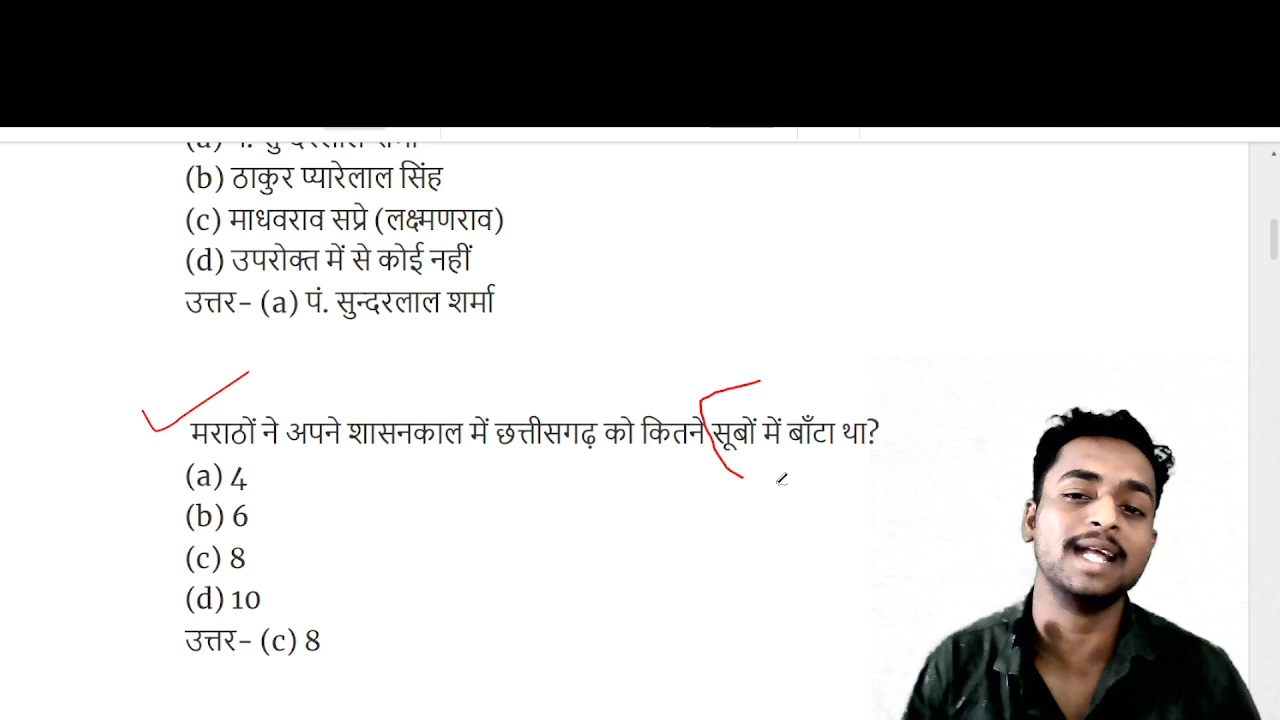 (b) ठाकुर प्यारेलाल सिंह
(c) माधवराव सप्रे (लक्ष्मणराव)
(d) उपरोक्त में से कोई नहीं
उत्तर- (a) पं. सुन्दरलाल शर्मा
मराठों ने अपने शासनकाल में छत्तीसगढ़ को कितने सूबों में बाँटा था?
(a) 4
(b) 6
(c) 8
(d) 10
उत्तर- (c) 8